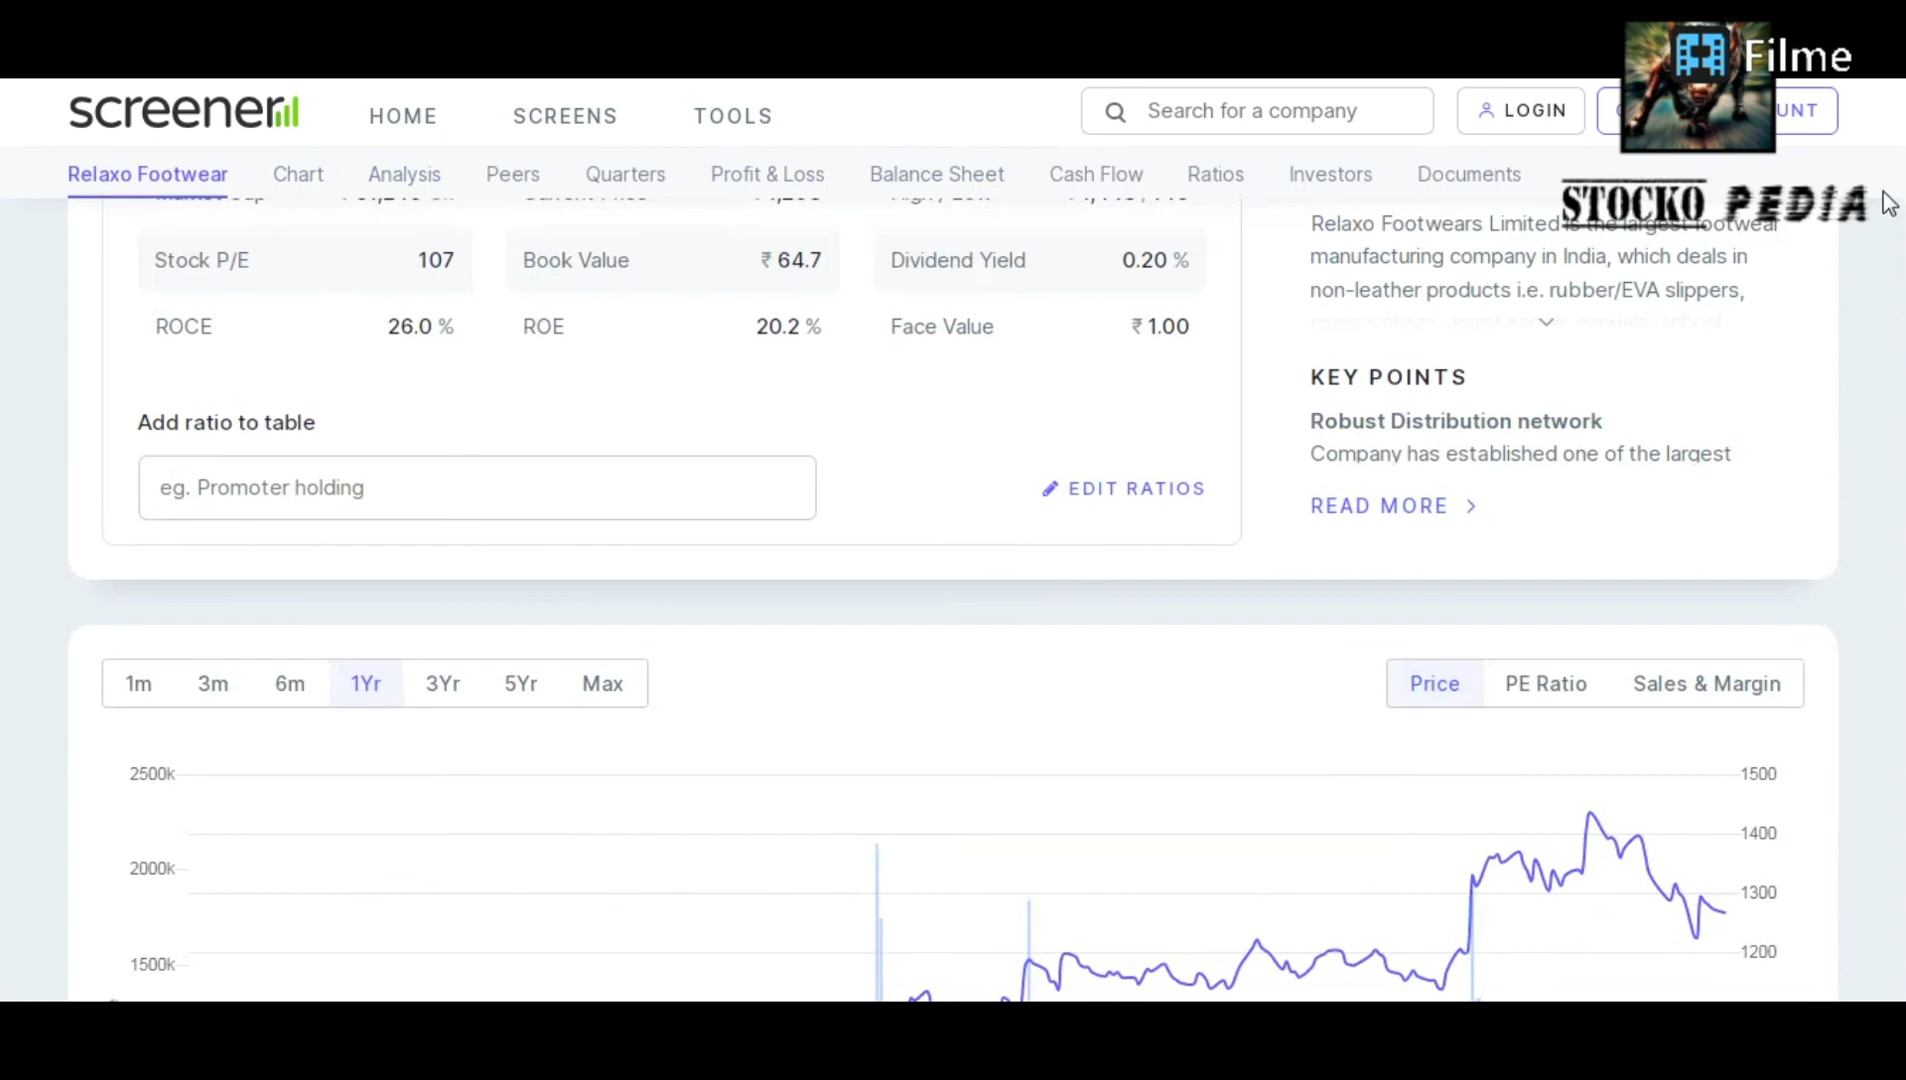 Filme
screener
HOME
SCREENS
TOOLS
Search for a company
LOGIN
UNT
Relaxo Footwear
Chart
Analysis
Peers
Quarters
Profit & Loss
Balance Sheet
Cash Flow
Ratios
Investors
Documents
STOCKO PEDIA
Stock P/E
107
Book Value
₹ 64.7
Dividend Yield
0.20 %
ROCE
26.0 %
ROE
20.2 %
Face Value
₹ 1.00
Add ratio to table
eg. Promoter holding
EDIT RATIOS
Relaxo Footwears Limited is the largest footwear
manufacturing company in India, which deals in
non-leather products i.e. rubber/EVA slippers,
KEY POINTS
Robust Distribution network
Company has established one of the largest
READ MORE
1m
3m
6m
1Yr
3Yr
5Yr
Max
Price
PE Ratio
Sales & Margin
2500k
2000k
1500k
1500
1400
1300
1200